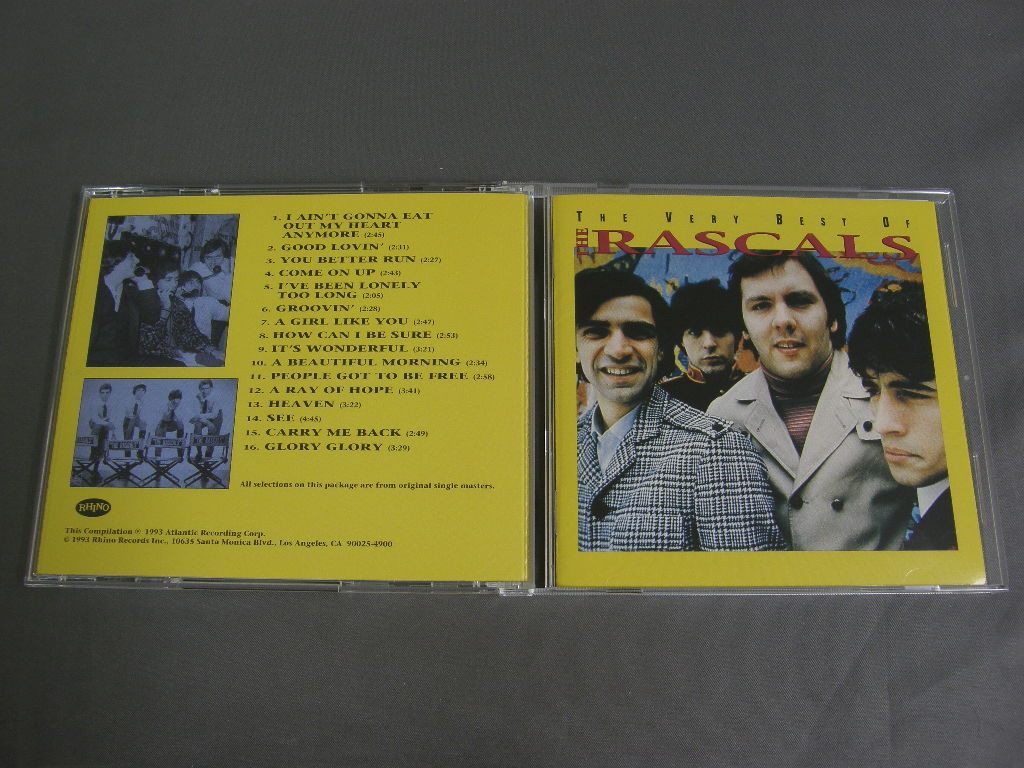 1. I AIN'T GONNA EAT
OUT MY HEART
ANYMORE (2:45)
2. GOOD LOVIN' (2:31)
3. YOU BETTER RUN (2:27)
4. COME ON UP (2:43)
5. I'VE BEEN LONELY
TOO LONG (2:05)
6. GROOVIN' (2:28)
7. A GIRL LIKE YOU (2:47)
8. HOW CAN I BE SURE (2:53)
9. IT'S WONDERFUL (3:21)
10. A BEAUTIFUL MORNING (2:34)
11. PEOPLE GOT TO BE FREE (2:58)
12. A RAY OF HOPE (3:41)
13. HEAVEN (3:22)
14. SEE (4:45)
15. CARRY ME BACK (2:49)
16. GLORY GLORY (3:29)
All selections on this package are from original single masters.
RHINO
This Compilation ℗ 1993 Atlantic Recording Corp.
© 1993 Rhino Records Inc., 10635 Santa Monica Blvd., Los Angeles, CA 90025-4900
THE VERY BEST OF
THE RASCALS